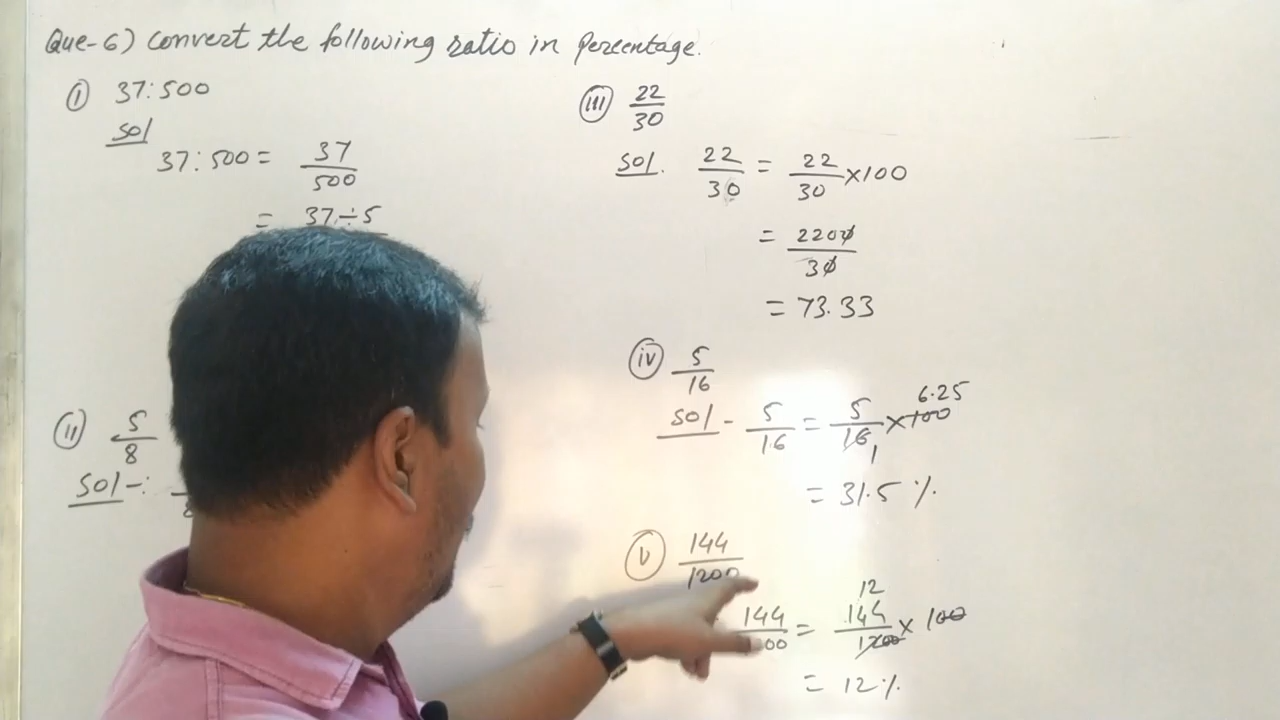 Que-6) Convert the following ratio in Percentage.
(i) 37:500
Sol
37:500 = 37/500
= 37÷5
(ii) 5/8
Sol-:
(iii) 22/30
Sol. 22/30 = 22/30 ×100
= 2200/30
= 73.33
(iv) 5/16
6.25
Sol - 5/16 = 5/16 ×100
1
= 31.5 %.
(v) 144/1200
12
144/00 = 144/1200 × 100
= 12 %.